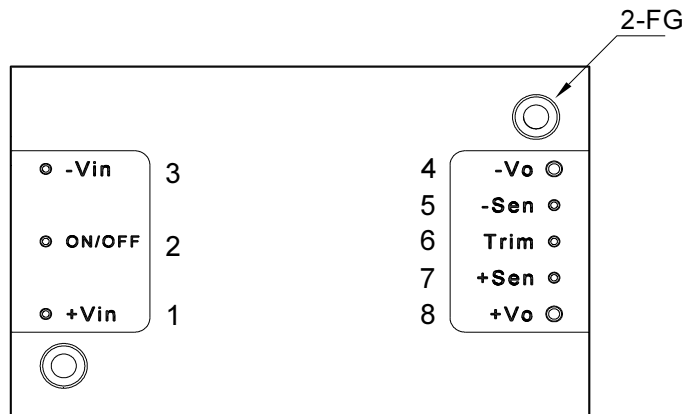 2-FG
-Vin 3 4 -Vo
5 -Sen
ON/OFF 2 6 Trim
7 +Sen
+Vin 1 8 +Vo